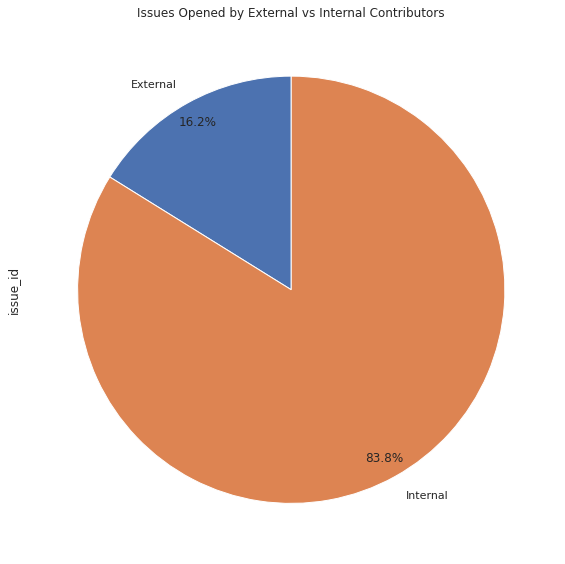 Issues Opened by External vs Internal Contributors
External
16.2%
issue_id
83.8%
Internal